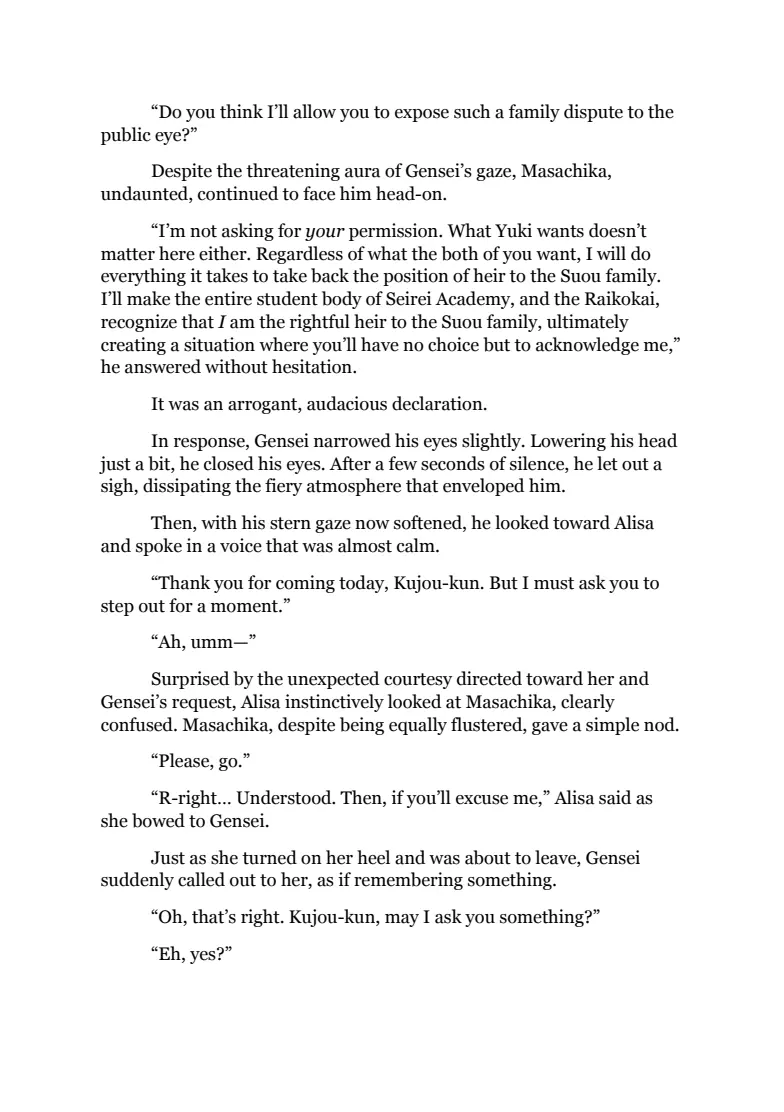 “Do you think I’ll allow you to expose such a family dispute to the
public eye?”
Despite the threatening aura of Gensei’s gaze, Masachika,
undaunted, continued to face him head-on.
“I’m not asking for your permission. What Yuki wants doesn’t
matter here either. Regardless of what the both of you want, I will do
everything it takes to take back the position of heir to the Suou family.
I’ll make the entire student body of Seirei Academy, and the Raikokai,
recognize that I am the rightful heir to the Suou family, ultimately
creating a situation where you’ll have no choice but to acknowledge me,”
he answered without hesitation.
It was an arrogant, audacious declaration.
In response, Gensei narrowed his eyes slightly. Lowering his head
just a bit, he closed his eyes. After a few seconds of silence, he let out a
sigh, dissipating the fiery atmosphere that enveloped him.
Then, with his stern gaze now softened, he looked toward Alisa
and spoke in a voice that was almost calm.
“Thank you for coming today, Kujou-kun. But I must ask you to
step out for a moment.”
“Ah, umm—”
Surprised by the unexpected courtesy directed toward her and
Gensei’s request, Alisa instinctively looked at Masachika, clearly
confused. Masachika, despite being equally flustered, gave a simple nod.
“Please, go.”
“R-right… Understood. Then, if you’ll excuse me,” Alisa said as
she bowed to Gensei.
Just as she turned on her heel and was about to leave, Gensei
suddenly called out to her, as if remembering something.
“Oh, that’s right. Kujou-kun, may I ask you something?”
“Eh, yes?”